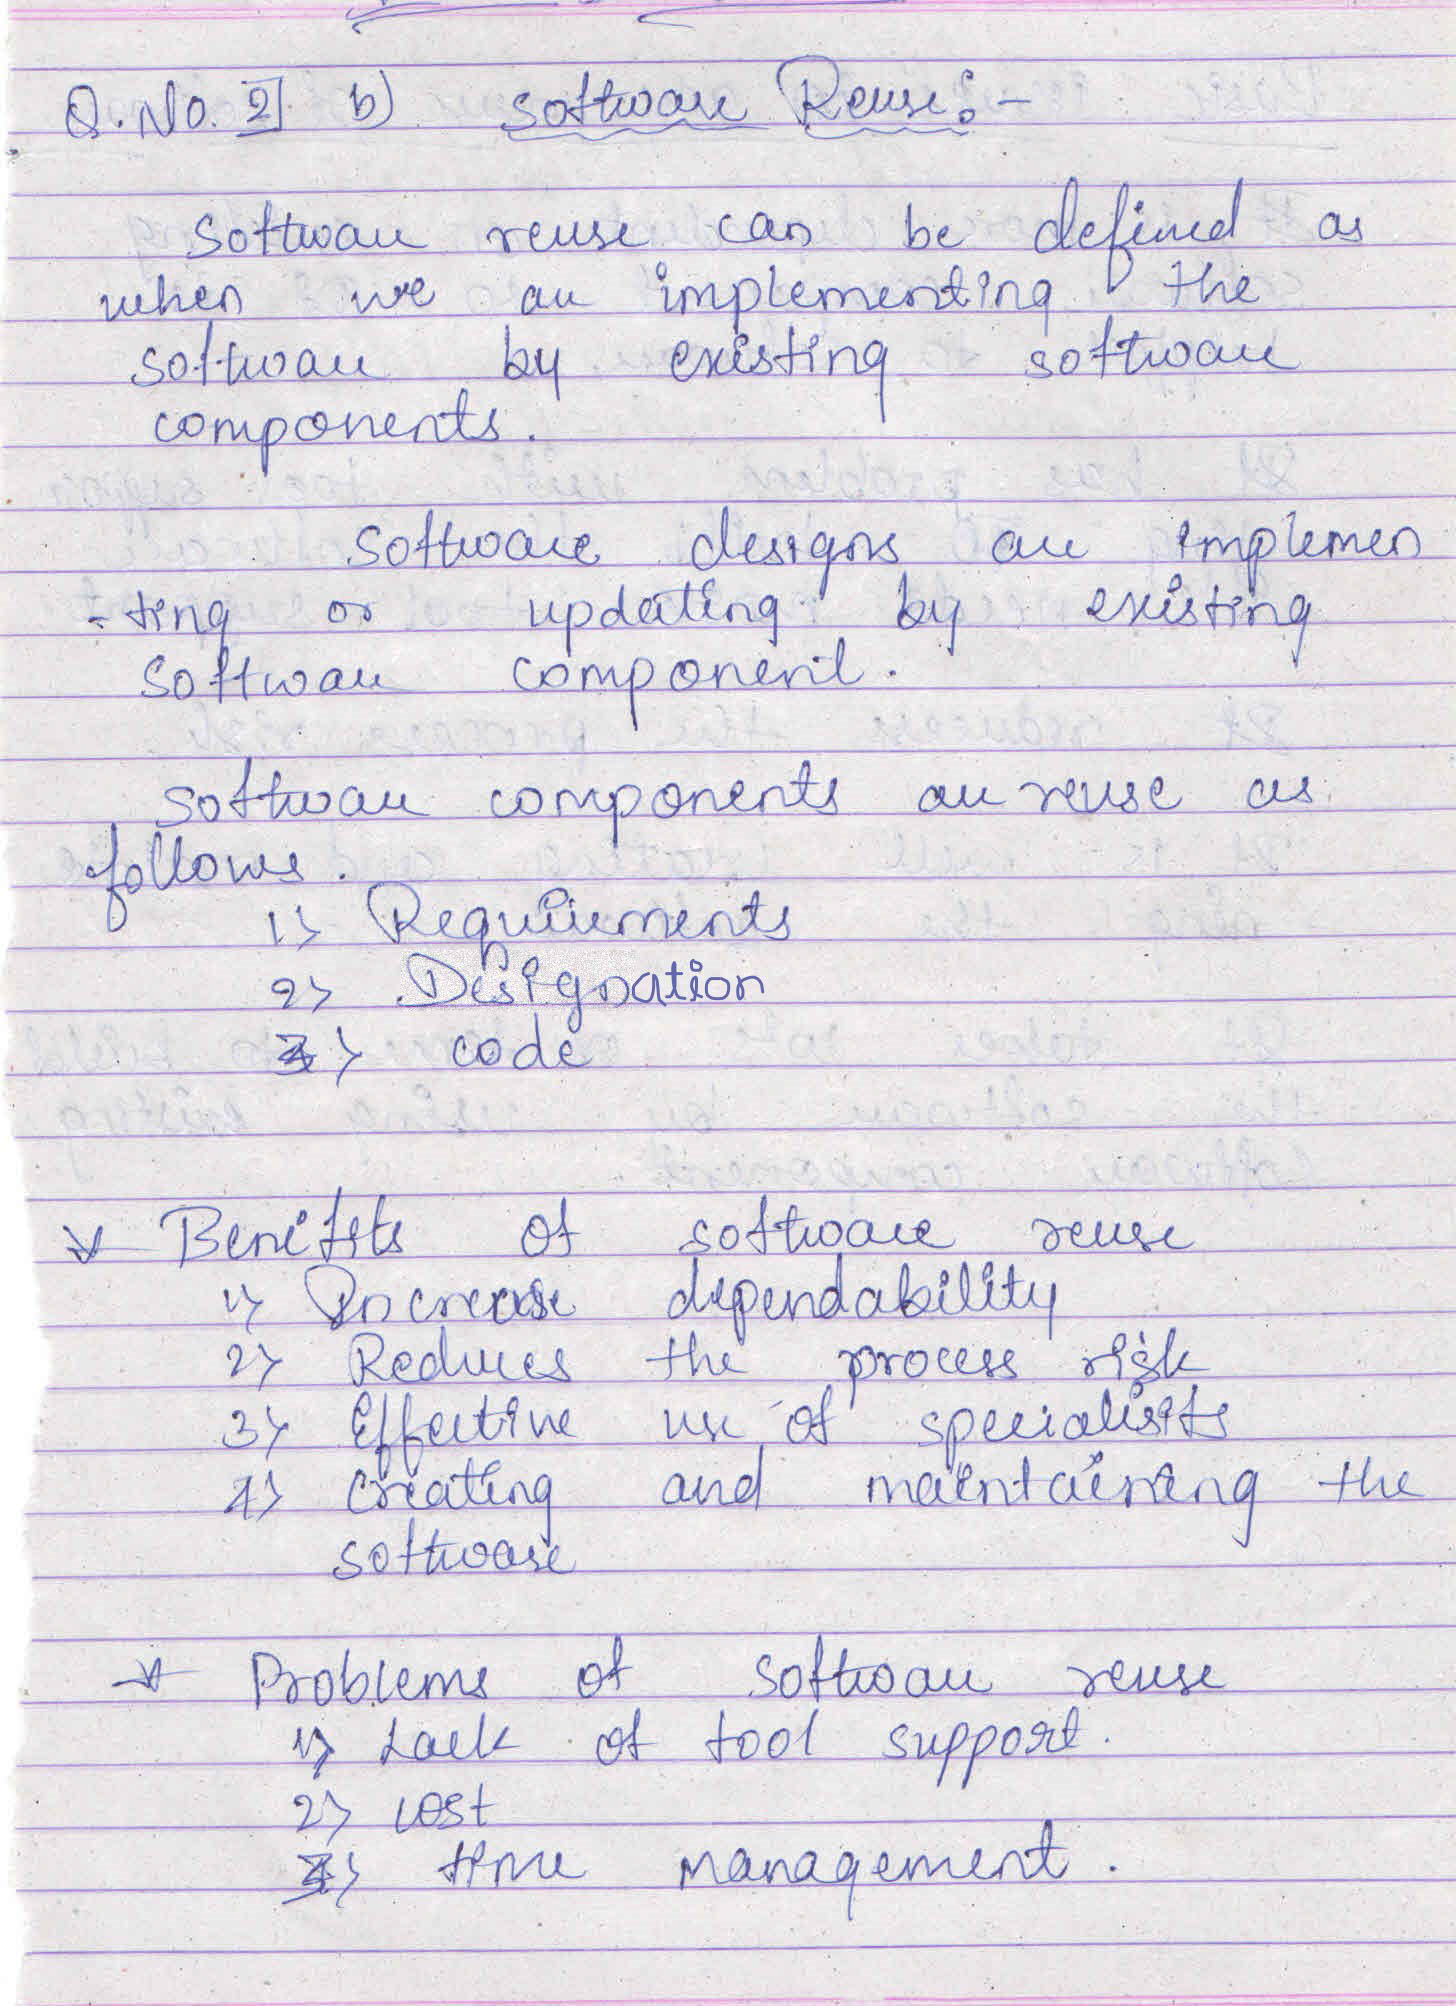 Q. No. 2] b) Software Reuse:-
Software reuse can be defined as
when we are implementing the
software by existing software
components.
Software designs are implemen
-ting or updating by existing
software component.
Software components are reuse as
follows.
1> Requirements
2> Designation
3> code
Benifits of software reuse
1> Increase dependability
2> Reduces the process risk
3> Effective use of specialists
4> Creating and maintaining the
software
Problems of software reuse
1> Lack of tool support.
2> cost
3> time management.